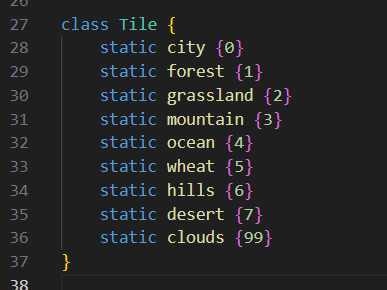 26
27 class Tile {
28 static city {0}
29 static forest {1}
30 static grassland {2}
31 static mountain {3}
32 static ocean {4}
33 static wheat {5}
34 static hills {6}
35 static desert {7}
36 static clouds {99}
37 }
38